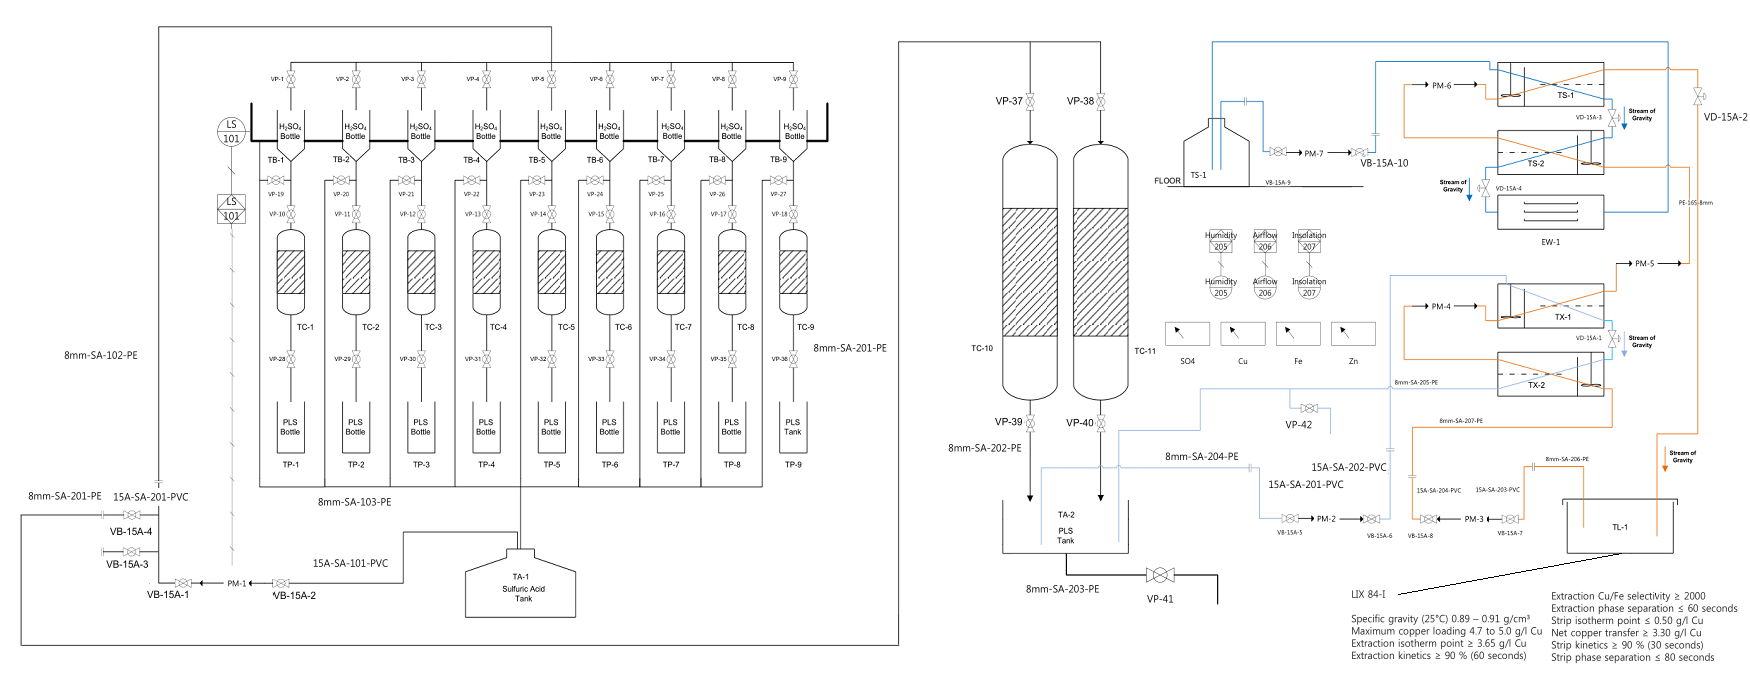 VP-1
VP-2
VP-3
VP-4
VP-5
VP-6
VP-7
VP-8
VP-9
LS
101
H₂SO₄
Bottle
H₂SO₄
Bottle
H₂SO₄
Bottle
H₂SO₄
Bottle
H₂SO₄
Bottle
H₂SO₄
Bottle
H₂SO₄
Bottle
H₂SO₄
Bottle
H₂SO₄
Bottle
TB-1
TB-2
TB-3
TB-4
TB-5
TB-6
TB-7
TB-8
TB-9
VP-19
VP-20
VP-21
VP-22
VP-23
VP-24
VP-25
VP-26
VP-27
LS
101
VP-10
VP-11
VP-12
VP-13
VP-14
VP-15
VP-16
VP-17
VP-18
TC-1
TC-2
TC-3
TC-4
TC-5
TC-6
TC-7
TC-8
TC-9
8mm-SA-102-PE
8mm-SA-201-PE
VP-28
VP-29
VP-30
VP-31
VP-32
VP-33
VP-34
VP-35
VP-36
PLS
Bottle
PLS
Bottle
PLS
Bottle
PLS
Bottle
PLS
Bottle
PLS
Bottle
PLS
Bottle
PLS
Bottle
PLS
Tank
TP-1
TP-2
TP-3
TP-4
TP-5
TP-6
TP-7
TP-8
TP-9
8mm-SA-201-PE
15A-SA-201-PVC
8mm-SA-103-PE
VB-15A-4
VB-15A-3
15A-SA-101-PVC
PM-1
VB-15A-1
VB-15A-2
TA-1
Sulfuric Acid
Tank
VP-37
VP-38
TC-10
TC-11
VP-39
VP-40
8mm-SA-202-PE
TA-2
PLS
Tank
8mm-SA-203-PE
VP-41
FLOOR
TS-1
VB-15A-9
PM-7
VB-15A-10
PM-6
TS-1
Stream of
Gravity
VD-15A-3
VD-15A-2
TS-2
Stream of
Gravity
VD-15A-4
PE-165-8mm
EW-1
Humidity
205
Airflow
206
Insolation
207
Humidity
205
Airflow
206
Insolation
207
PM-5
PM-4
TX-1
VD-15A-1
Stream of
Gravity
SO4
Cu
Fe
Zn
TX-2
8mm-SA-205-PE
VP-42
8mm-SA-207-PE
8mm-SA-204-PE
15A-SA-202-PVC
15A-SA-201-PVC
8mm-SA-206-PE
Stream of
Gravity
15A-SA-204-PVC
15A-SA-203-PVC
PM-2
PM-3
VB-15A-5
VB-15A-6
VB-15A-8
VB-15A-7
TL-1
LIX 84-I
Specific gravity (25°C) 0.89 – 0.91 g/cm³
Maximum copper loading 4.7 to 5.0 g/l Cu
Extraction isotherm point ≥ 3.65 g/l Cu
Extraction kinetics ≥ 90 % (60 seconds)
Extraction Cu/Fe selectivity ≥ 2000
Extraction phase separation ≤ 60 seconds
Strip isotherm point ≤ 0.50 g/l Cu
Net copper transfer ≥ 3.30 g/l Cu
Strip kinetics ≥ 90 % (30 seconds)
Strip phase separation ≤ 80 seconds